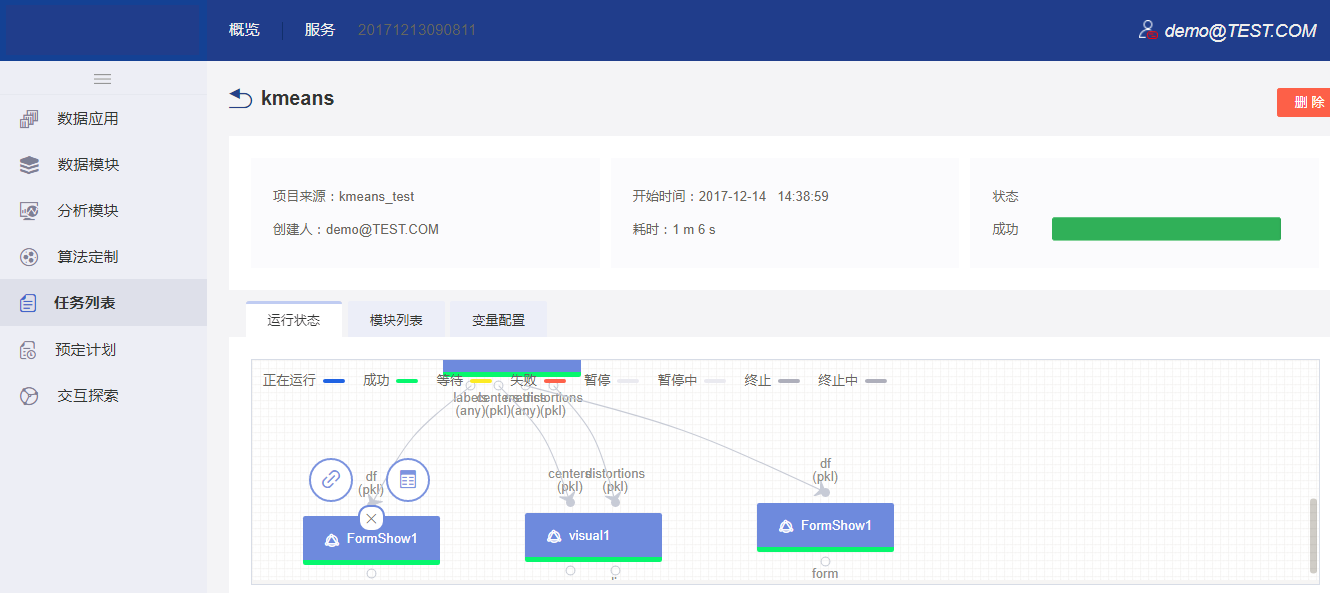 概览 服务 20171213090811 demo@TEST.COM
kmeans
删 除
数据应用
数据模块
分析模块
算法定制
任务列表
预定计划
交互探索
项目来源：kmeans_test
创建人：demo@TEST.COM
开始时间：2017-12-14 14:38:59
耗时：1 m 6 s
状态
成功
运行状态 模块列表 变量配置
正在运行 成功 等待 失败 暂停 暂停中 终止 终止中
labels centers distortions
(any)(pkl)(any)(pkl)
df
(pkl)
centers distortions
(pkl) (pkl)
df
(pkl)
FormShow1
visual1
FormShow1
form